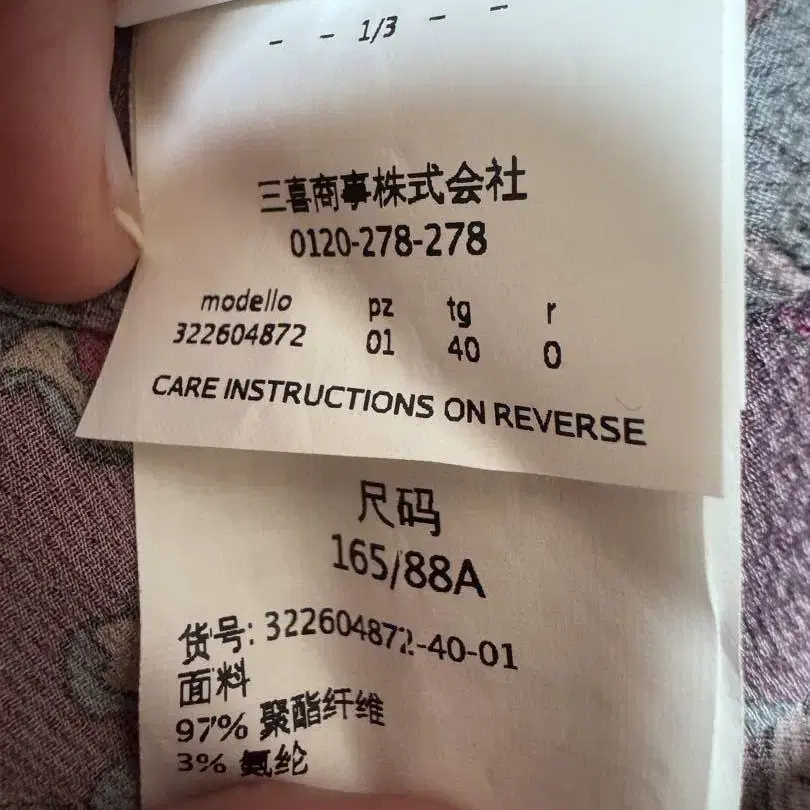 - - 1/3 - -
三喜商事株式会社
0120-278-278
modello pz tg r
322604872 01 40 0
CARE INSTRUCTIONS ON REVERSE
尺码
165/88A
货号: 322604872-40-01
面料
97% 聚酯纤维
3% 氨纶